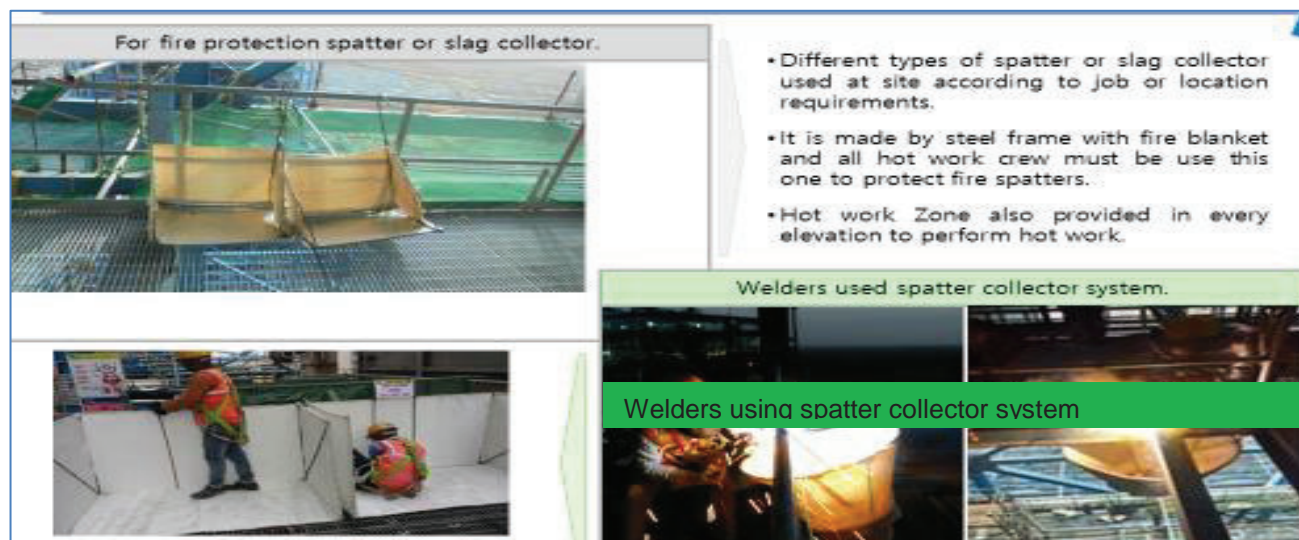 For fire protection spatter or slag collector.
• Different types of spatter or slag collector
used at site according to job or location
requirements.
• It is made by steel frame with fire blanket
and all hot work crew must be use this
one to protect fire spatters.
• Hot work Zone also provided in every
elevation to perform hot work.
Welders used spatter collector system.
Welders using spatter collector system